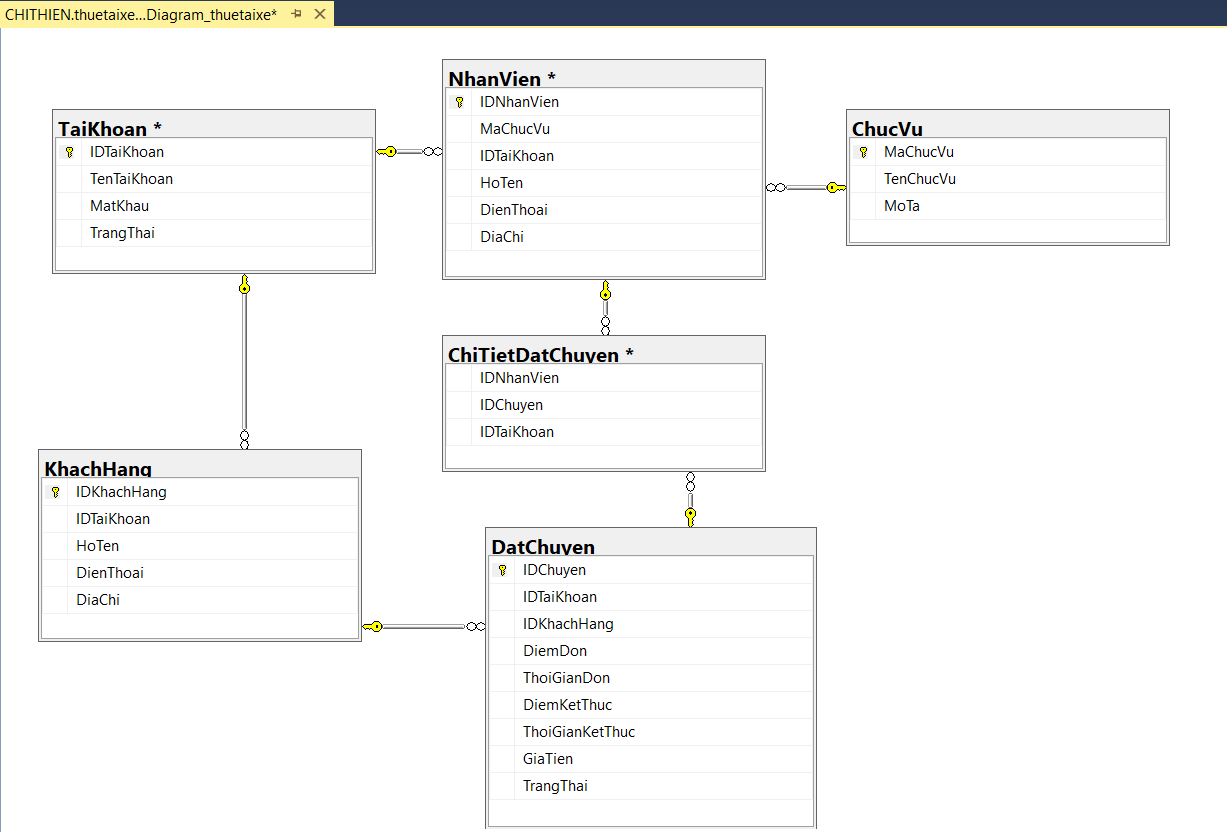 CHITHIEN.thuetaixe...Diagram_thuetaixe*
NhanVien *
IDNhanVien
MaChucVu
IDTaiKhoan
HoTen
DienThoai
DiaChi
TaiKhoan *
IDTaiKhoan
TenTaiKhoan
MatKhau
TrangThai
ChucVu
MaChucVu
TenChucVu
MoTa
ChiTietDatChuyen *
IDNhanVien
IDChuyen
IDTaiKhoan
KhachHang
IDKhachHang
IDTaiKhoan
HoTen
DienThoai
DiaChi
DatChuyen
IDChuyen
IDTaiKhoan
IDKhachHang
DiemDon
ThoiGianDon
DiemKetThuc
ThoiGianKetThuc
GiaTien
TrangThai